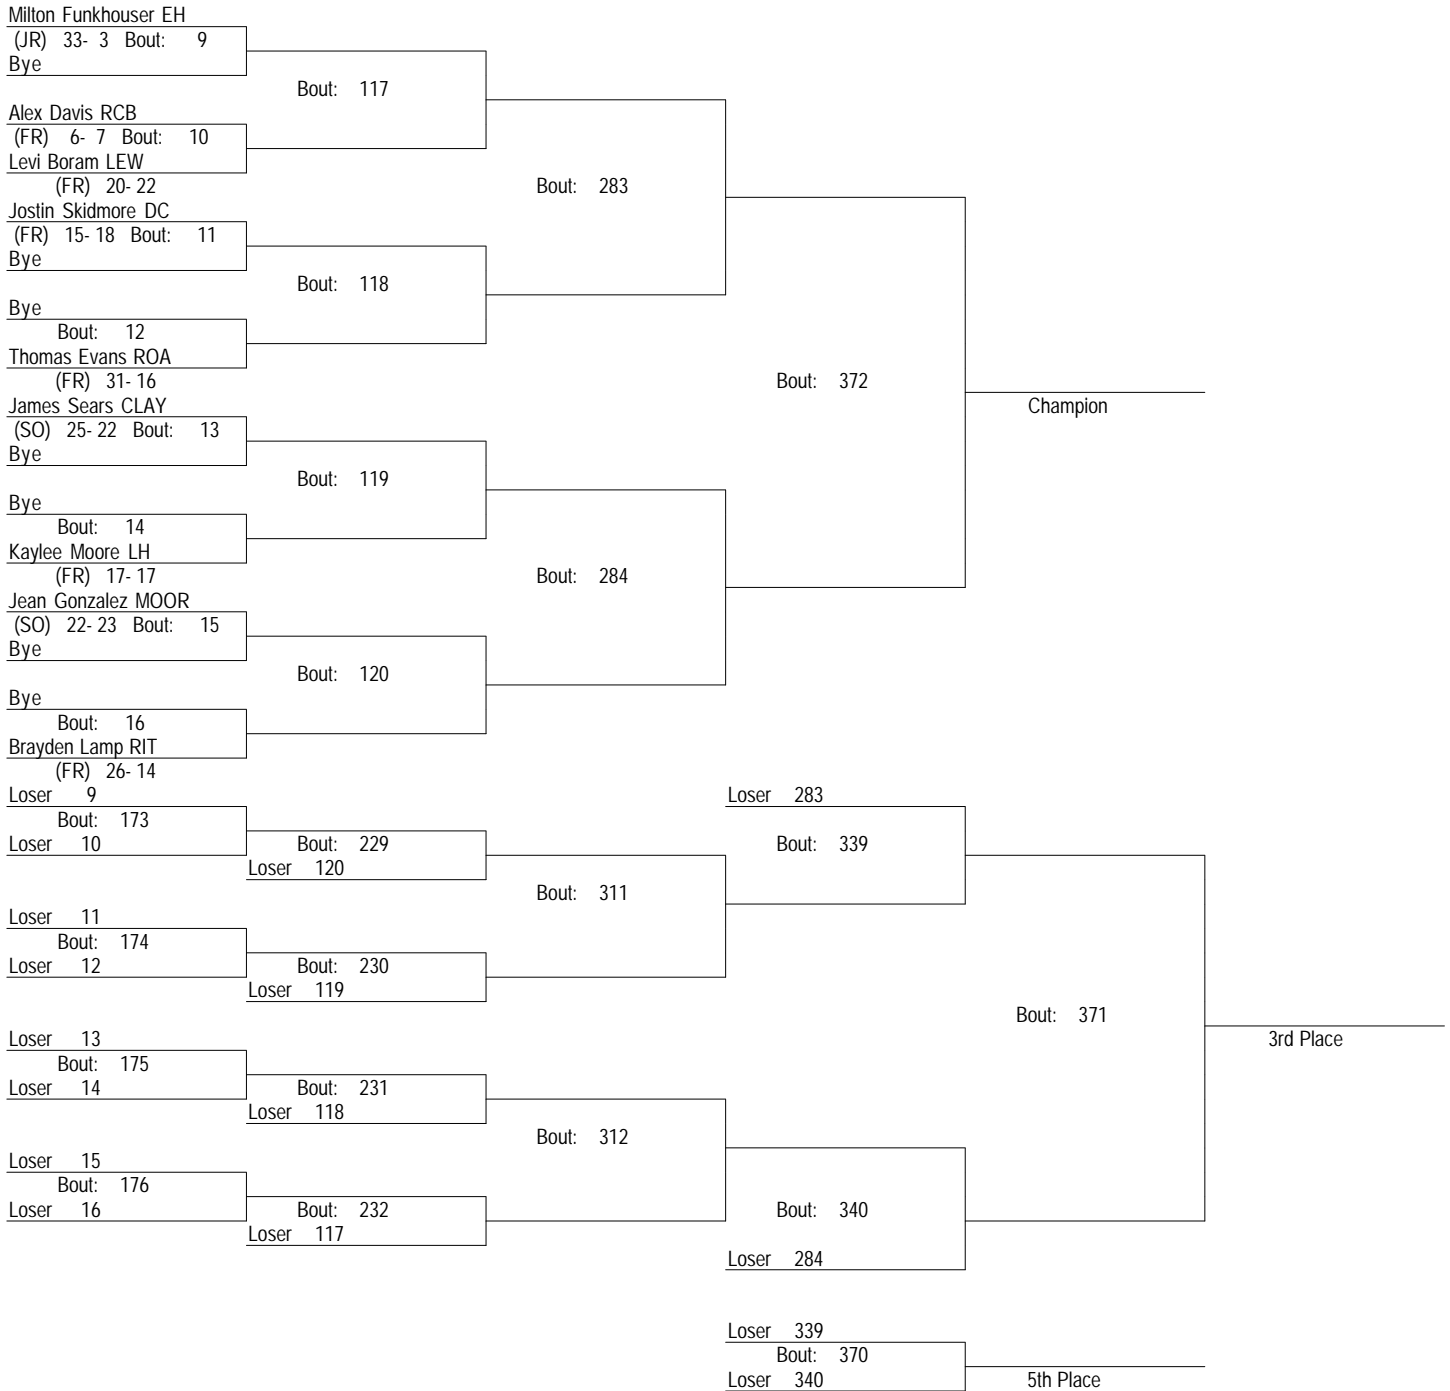 Milton Funkhouser EH
(JR) 33- 3 Bout: 9
Bye
Bout: 117
Alex Davis RCB
(FR) 6- 7 Bout: 10
Levi Boram LEW
(FR) 20- 22
Bout: 283
Jostin Skidmore DC
(FR) 15- 18 Bout: 11
Bye
Bout: 118
Bye
Bout: 12
Thomas Evans ROA
(FR) 31- 16
Bout: 372
Champion
James Sears CLAY
(SO) 25- 22 Bout: 13
Bye
Bout: 119
Bye
Bout: 14
Kaylee Moore LH
(FR) 17- 17
Bout: 284
Jean Gonzalez MOOR
(SO) 22- 23 Bout: 15
Bye
Bout: 120
Bye
Bout: 16
Brayden Lamp RIT
(FR) 26- 14
Loser 9
Bout: 173
Loser 10
Bout: 229
Loser 120
Loser 283
Bout: 339
Bout: 311
Loser 11
Bout: 174
Loser 12
Bout: 230
Loser 119
Bout: 371
3rd Place
Loser 13
Bout: 175
Loser 14
Bout: 231
Loser 118
Bout: 312
Loser 15
Bout: 176
Loser 16
Bout: 232
Loser 117
Bout: 340
Loser 284
Loser 339
Bout: 370
Loser 340
5th Place